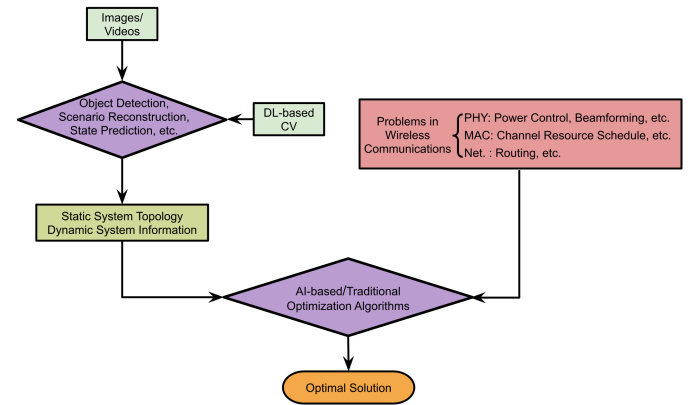 Images/
Videos
Object Detection,
Scenario Reconstruction,
State Prediction, etc.
DL-based
CV
Problems in
Wireless
Communications
PHY: Power Control, Beamforming, etc.
MAC: Channel Resource Schedule, etc.
Net. : Routing, etc.
Static System Topology
Dynamic System Information
AI-based/Traditional
Optimization Algorithms
Optimal Solution